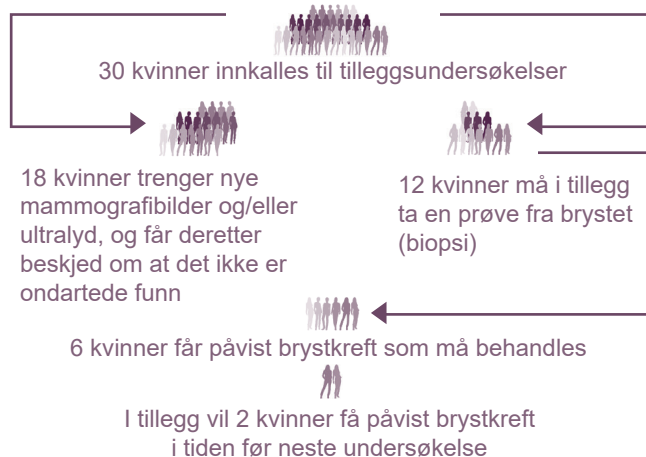 30 kvinner innkalles til tilleggsundersøkelser
18 kvinner trenger nye
mammografibilder og/eller
ultralyd, og får deretter
beskjed om at det ikke er
ondartede funn
12 kvinner må i tillegg
ta en prøve fra brystet
(biopsi)
6 kvinner får påvist brystkreft som må behandles
I tillegg vil 2 kvinner få påvist brystkreft
i tiden før neste undersøkelse